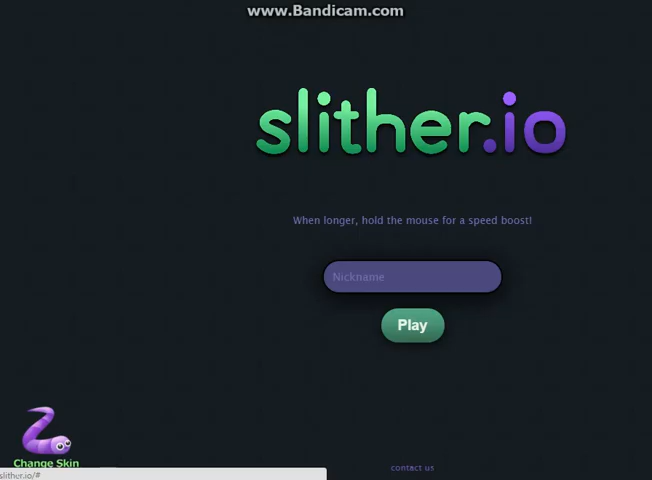 www.Bandicam.com
slither.io
When longer, hold the mouse for a speed boost!
Nickname
Play
Change Skin
slither.io/#
contact us